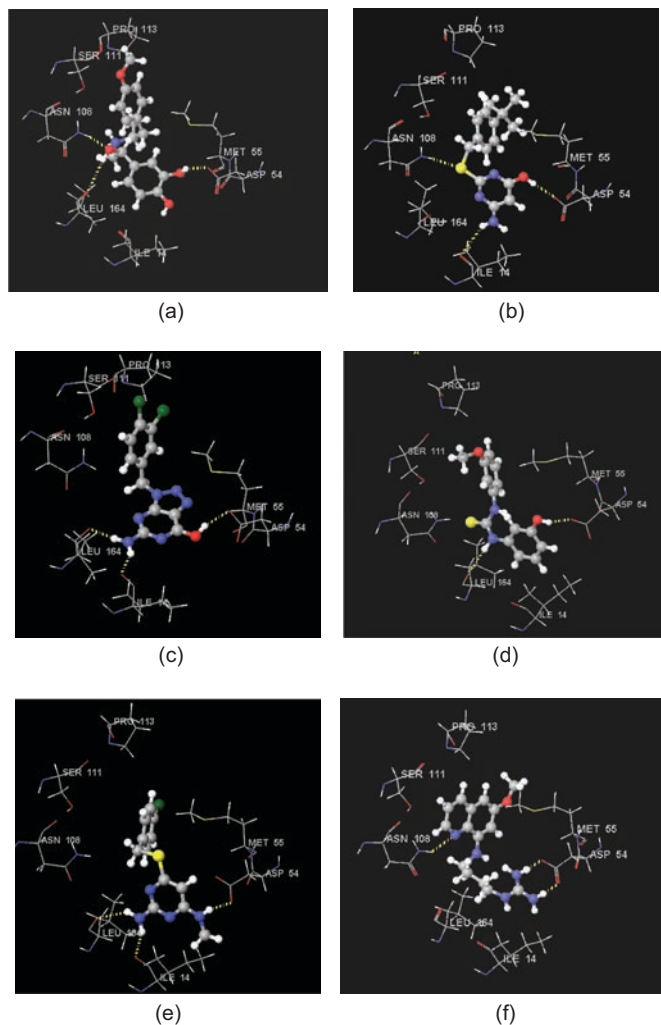 PRO 113
SER 111
ASN 108
MET 55
ASP 54
LEU 164
ILE 14
(a)
PRO 113
SER 111
ASN 108
MET 55
ASP 54
LEU 164
ILE 14
(b)
PRO 113
SER 111
ASN 108
MET 55
ASP 54
LEU 164
ILE 14
(c)
PRO 113
SER 111
MET 55
ASN 108
ASP 54
LEU 164
ILE 14
(d)
PRO 113
SER 111
ASN 108
MET 55
ASP 54
LEU 164
ILE 14
(e)
PRO 113
SER 111
ASN 108
MET 55
ASP 54
LEU 164
ILE 14
(f)